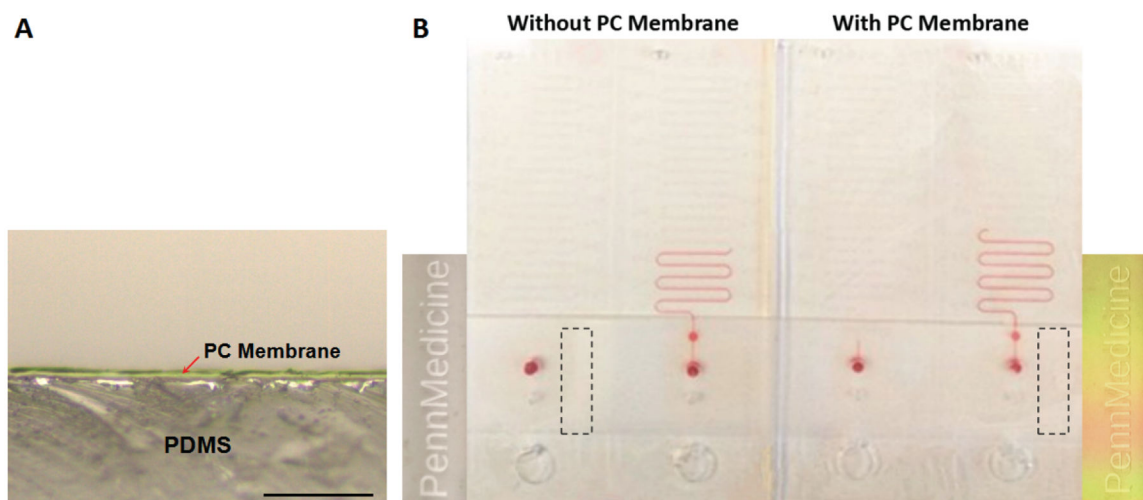 A
PC Membrane
PDMS
B
Without PC Membrane
With PC Membrane
PennMedicine
PennMedicine